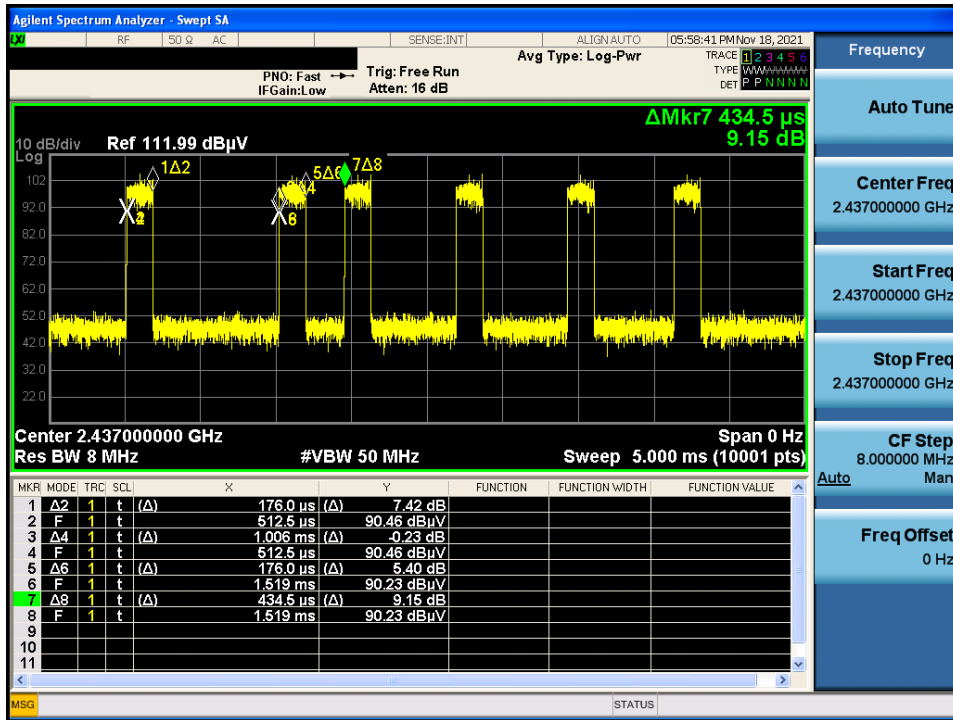 Agilent Spectrum Analyzer - Swept SA
LXI RF 50 Ω AC SENSE:INT ALIGN AUTO 05:58:41 PM Nov 18, 2021
Frequency
PNO: Fast Trig: Free Run Avg Type: Log-Pwr TRACE 1 2 3 4 5 6
IFGain:Low Atten: 16 dB TYPE WWWWWW
DET P P N N N N
Auto Tune
ΔMkr7 434.5 µs
9.15 dB
10 dB/div Ref 111.99 dBµV
Log
1Δ2 5Δ6 7Δ8
102
92.0
82.0
72.0
62.0
52.0
42.0
32.0
22.0
Center 2.437000000 GHz Span 0 Hz
Res BW 8 MHz #VBW 50 MHz Sweep 5.000 ms (10001 pts)
Center Freq
2.437000000 GHz
Start Freq
2.437000000 GHz
Stop Freq
2.437000000 GHz
CF Step
8.000000 MHz
Auto Man
Freq Offset
0 Hz
MKR MODE TRC SCL X Y FUNCTION FUNCTION WIDTH FUNCTION VALUE
1 Δ2 1 t (Δ) 176.0 µs (Δ) 7.42 dB
2 F 1 t 512.5 µs 90.46 dBµV
3 Δ4 1 t (Δ) 1.006 ms (Δ) -0.23 dB
4 F 1 t 512.5 µs 90.46 dBµV
5 Δ6 1 t (Δ) 176.0 µs (Δ) 5.40 dB
6 F 1 t 1.519 ms 90.23 dBµV
7 Δ8 1 t (Δ) 434.5 µs (Δ) 9.15 dB
8 F 1 t 1.519 ms 90.23 dBµV
9
10
11
MSG STATUS